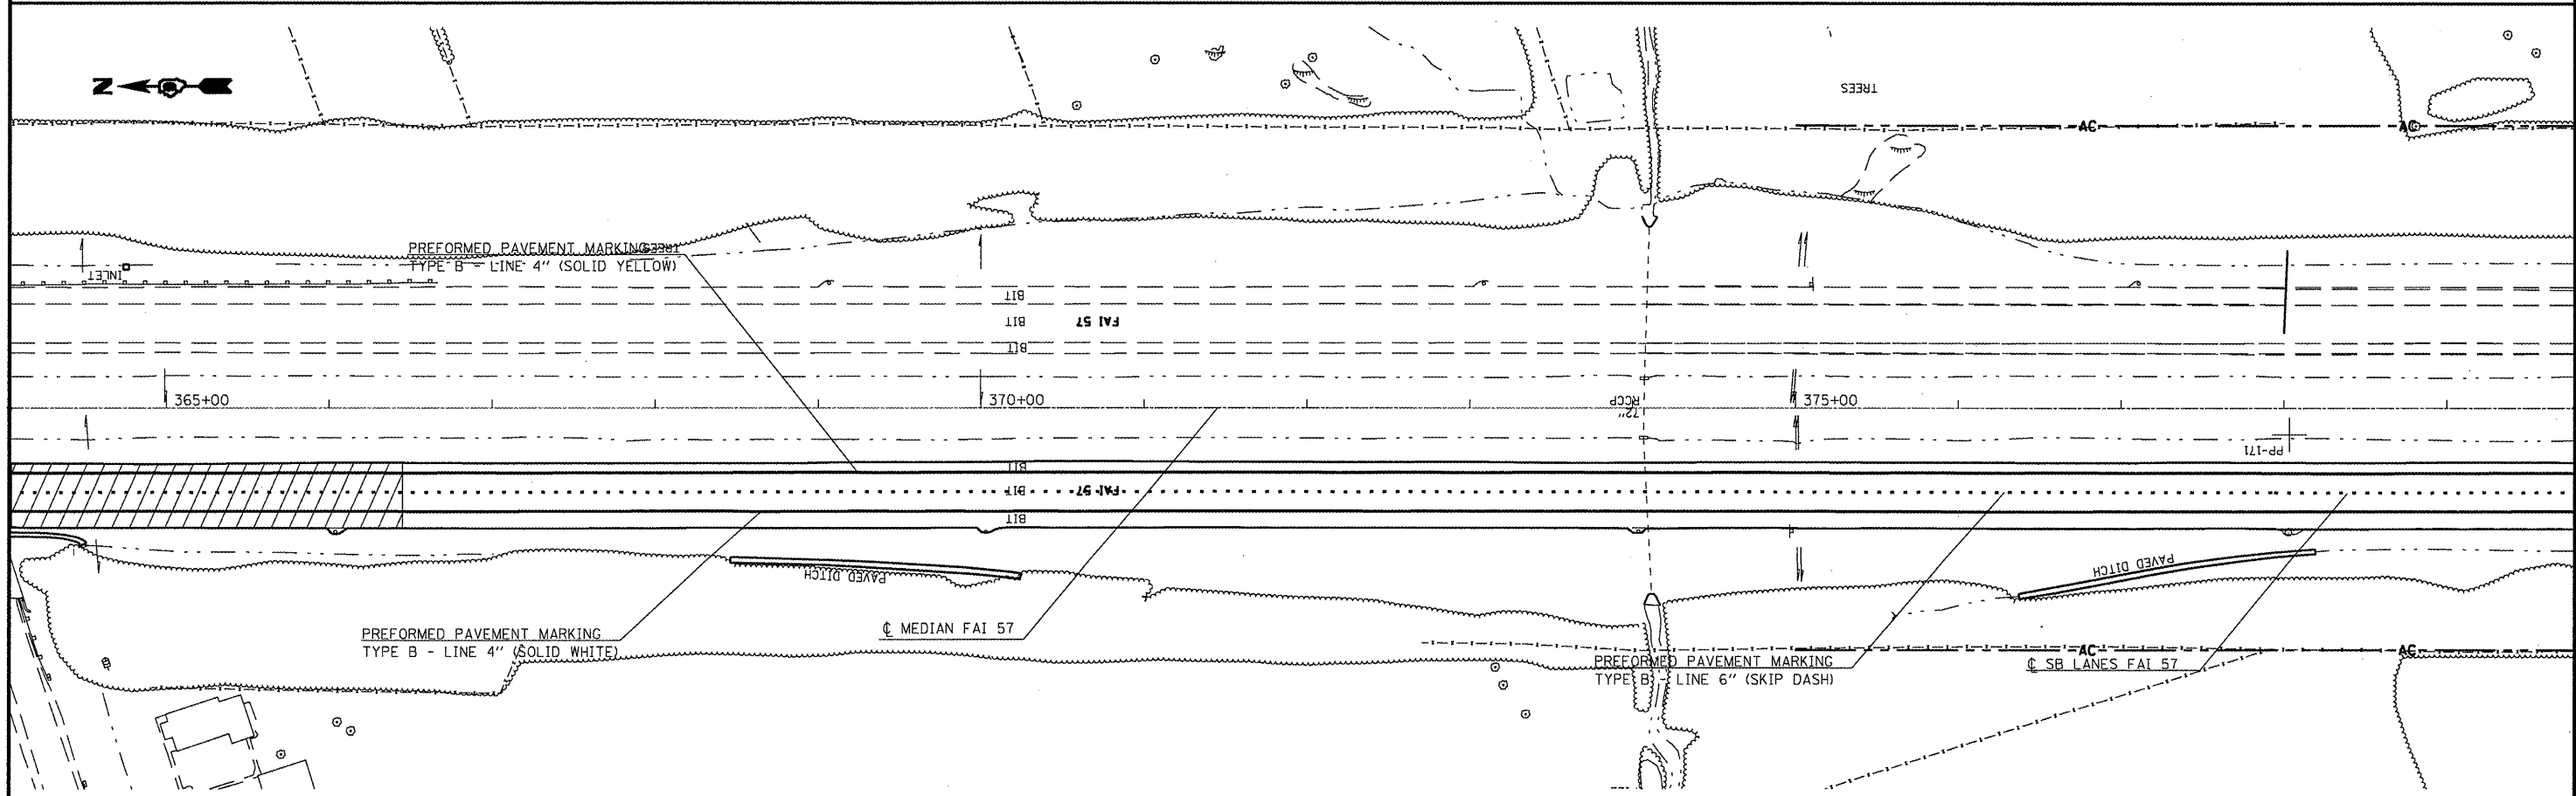 N
TREES
AC
AC
PREFORMED PAVEMENT MARKING
TREES
TYPE B - LINE 4" (SOLID YELLOW)
INLET
BIT
BIT
FAI 57
BIT
365+00
370+00
72"
RCCP
375+00
PP-171
BIT
BIT
FAI 57
BIT
PAVED DITCH
PAVED DITCH
PREFORMED PAVEMENT MARKING
TYPE B - LINE 4" (SOLID WHITE)
℄ MEDIAN FAI 57
PREFORMED PAVEMENT MARKING
TYPE B - LINE 6" (SKIP DASH)
AC
AC
℄ SB LANES FAI 57